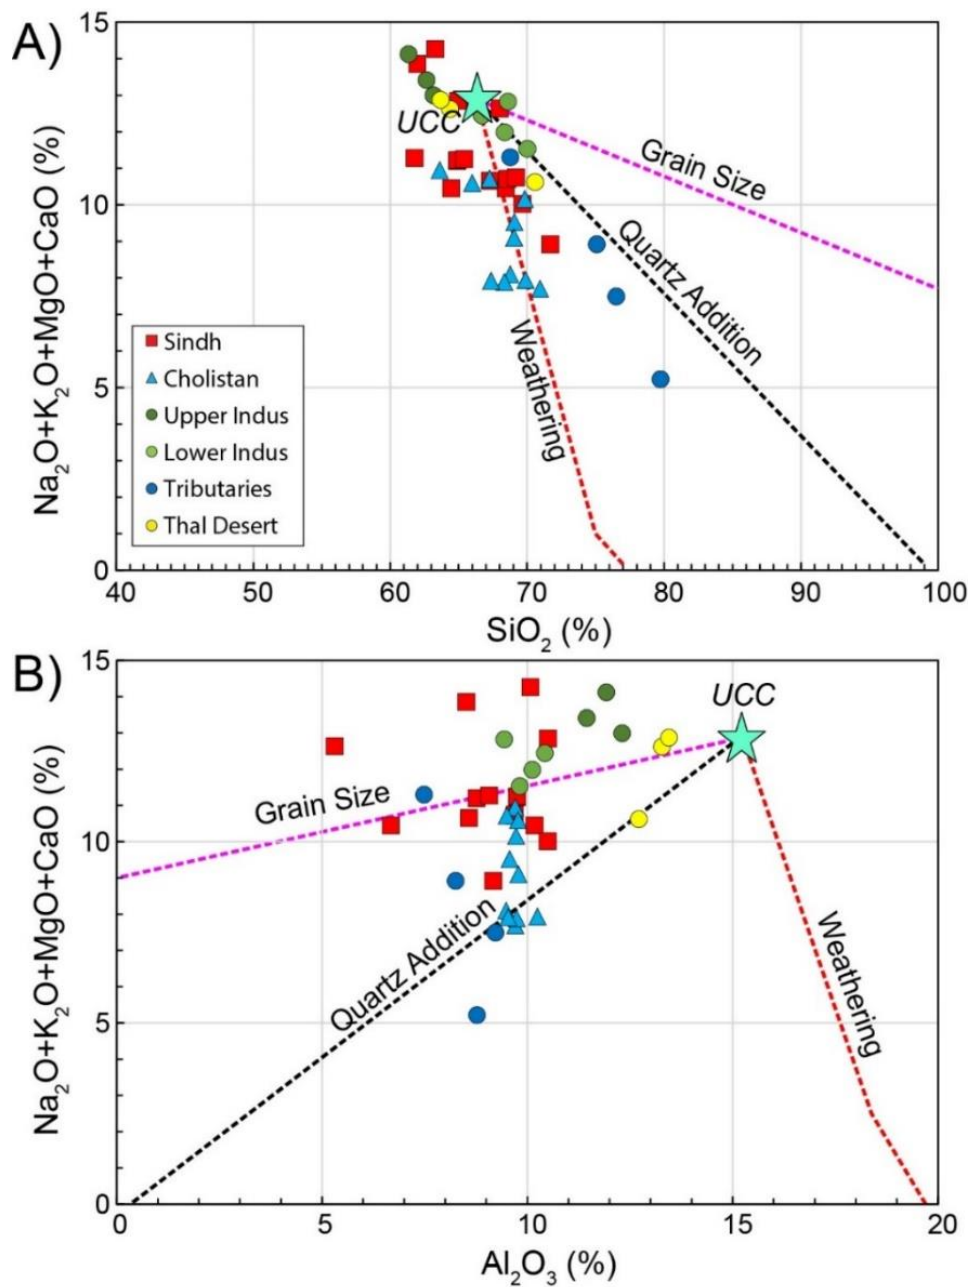 A)
15
10
5
0
Na₂O+K₂O+MgO+CaO (%)
UCC
Grain Size
Quartz Addition
Weathering
Sindh
Cholistan
Upper Indus
Lower Indus
Tributaries
Thal Desert
40 50 60 70 80 90 100
SiO₂ (%)
B)
15
10
5
0
Na₂O+K₂O+MgO+CaO (%)
UCC
Grain Size
Quartz Addition
Weathering
0 5 10 15 20
Al₂O₃ (%)